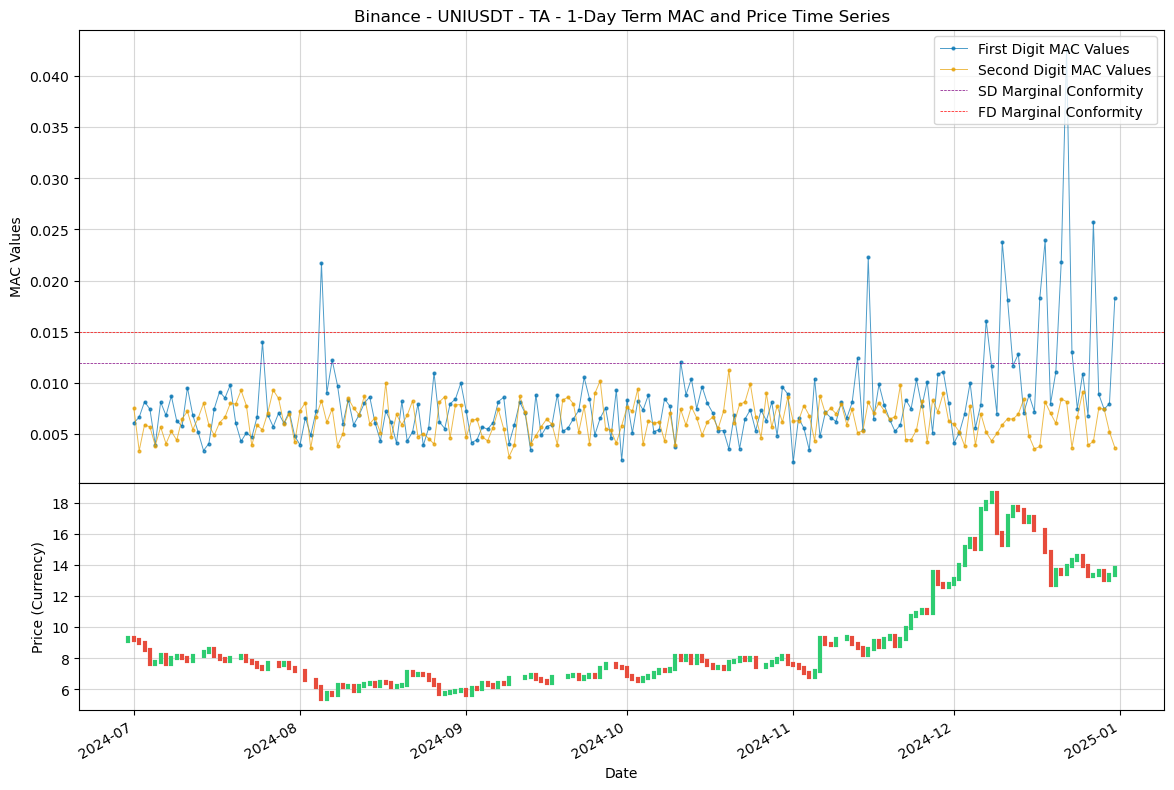 Binance - UNIUSDT - TA - 1-Day Term MAC and Price Time Series
First Digit MAC Values
Second Digit MAC Values
SD Marginal Conformity
FD Marginal Conformity
MAC Values
0.040
0.035
0.030
0.025
0.020
0.015
0.010
0.005
Price (Currency)
18
16
14
12
10
8
6
2024-07
2024-08
2024-09
2024-10
2024-11
2024-12
2025-01
Date